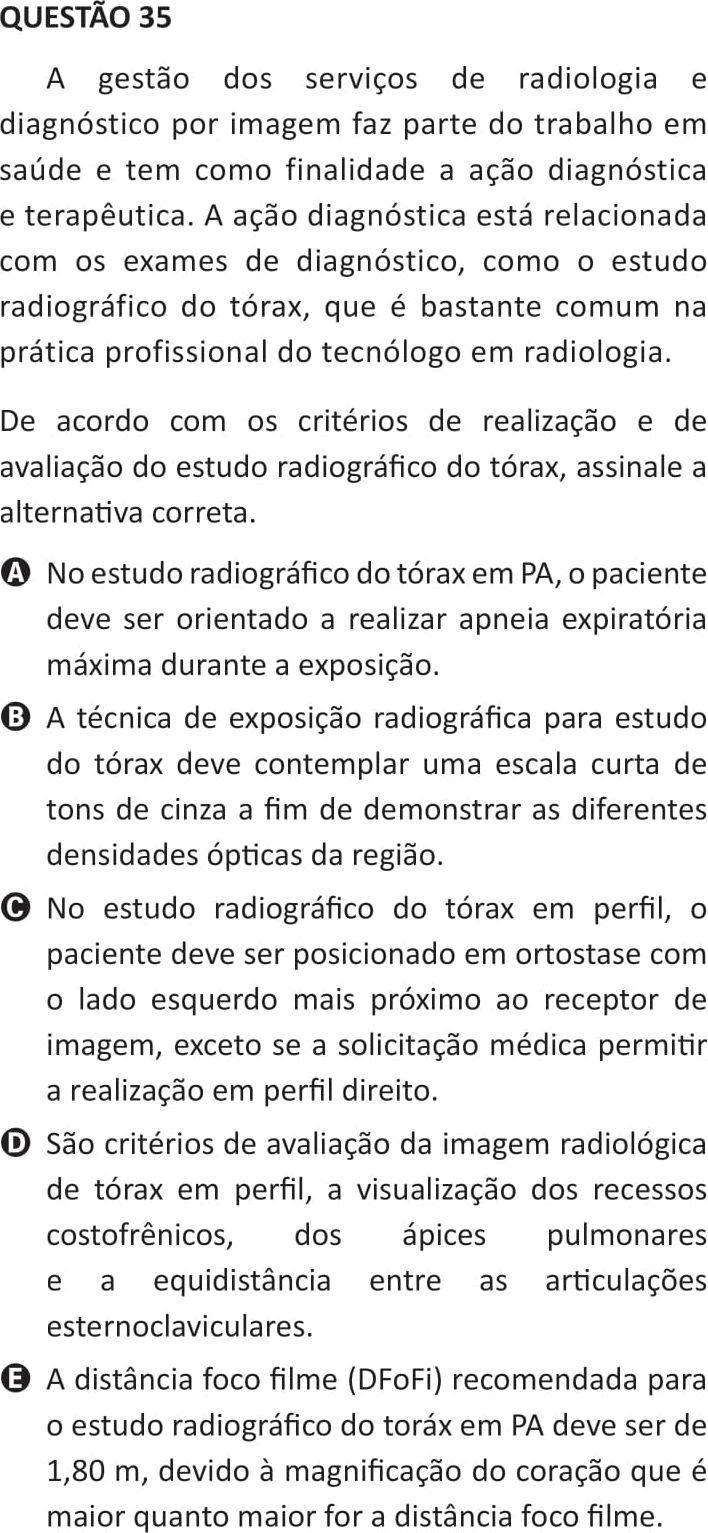 QUESTÃO 35
A gestão dos serviços de radiologia e
diagnóstico por imagem faz parte do trabalho em
saúde e tem como finalidade a ação diagnóstica
e terapêutica. A ação diagnóstica está relacionada
com os exames de diagnóstico, como o estudo
radiográfico do tórax, que é bastante comum na
prática profissional do tecnólogo em radiologia.
De acordo com os critérios de realização e de
avaliação do estudo radiográfico do tórax, assinale a
alternativa correta.
A No estudo radiográfico do tórax em PA, o paciente
deve ser orientado a realizar apneia expiratória
máxima durante a exposição.
B A técnica de exposição radiográfica para estudo
do tórax deve contemplar uma escala curta de
tons de cinza a fim de demonstrar as diferentes
densidades ópticas da região.
C No estudo radiográfico do tórax em perfil, o
paciente deve ser posicionado em ortostase com
o lado esquerdo mais próximo ao receptor de
imagem, exceto se a solicitação médica permitir
a realização em perfil direito.
D São critérios de avaliação da imagem radiológica
de tórax em perfil, a visualização dos recessos
costofrênicos, dos ápices pulmonares
e a equidistância entre as articulações
esternoclaviculares.
E A distância foco filme (DFoFi) recomendada para
o estudo radiográfico do toráx em PA deve ser de
1,80 m, devido à magnificação do coração que é
maior quanto maior for a distância foco filme.